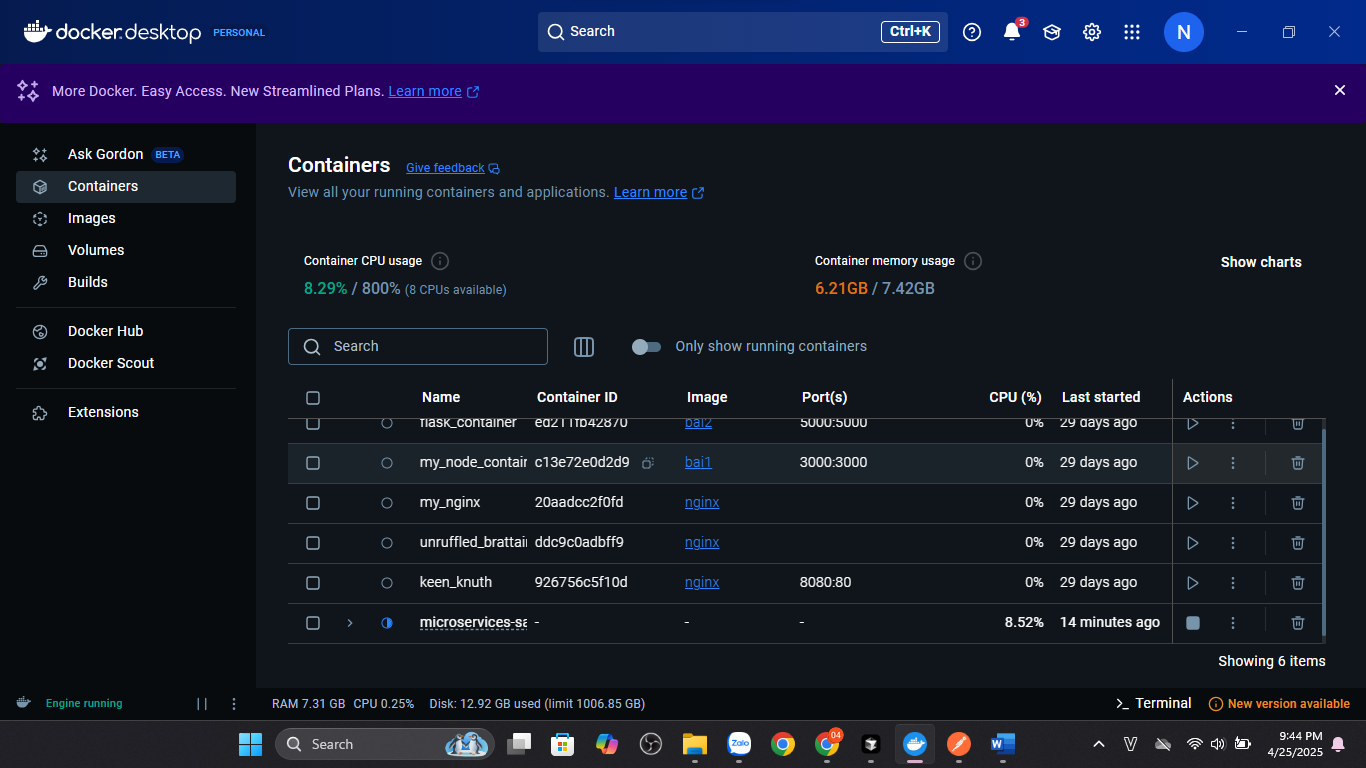 docker.desktop PERSONAL
Search Ctrl+K
3
N
More Docker. Easy Access. New Streamlined Plans. Learn more
Ask Gordon BETA
Containers
Images
Volumes
Builds
Docker Hub
Docker Scout
Extensions
Containers Give feedback
View all your running containers and applications. Learn more
Container CPU usage
8.29% / 800% (8 CPUs available)
Container memory usage
6.21GB / 7.42GB
Show charts
Search
Only show running containers
Name Container ID Image Port(s) CPU (%) Last started Actions
flask_container ed211fb42870 bai2 5000:5000 0% 29 days ago
my_node_contair c13e72e0d2d9 bai1 3000:3000 0% 29 days ago
my_nginx 20aadcc2f0fd nginx 0% 29 days ago
unruffled_brattair ddc9c0adbff9 nginx 0% 29 days ago
keen_knuth 926756c5f10d nginx 8080:80 0% 29 days ago
microservices-sa - - - 8.52% 14 minutes ago
Showing 6 items
Engine running
RAM 7.31 GB CPU 0.25% Disk: 12.92 GB used (limit 1006.85 GB)
Terminal
New version available
Search
Zalo
04
W
V
9:44 PM
4/25/2025